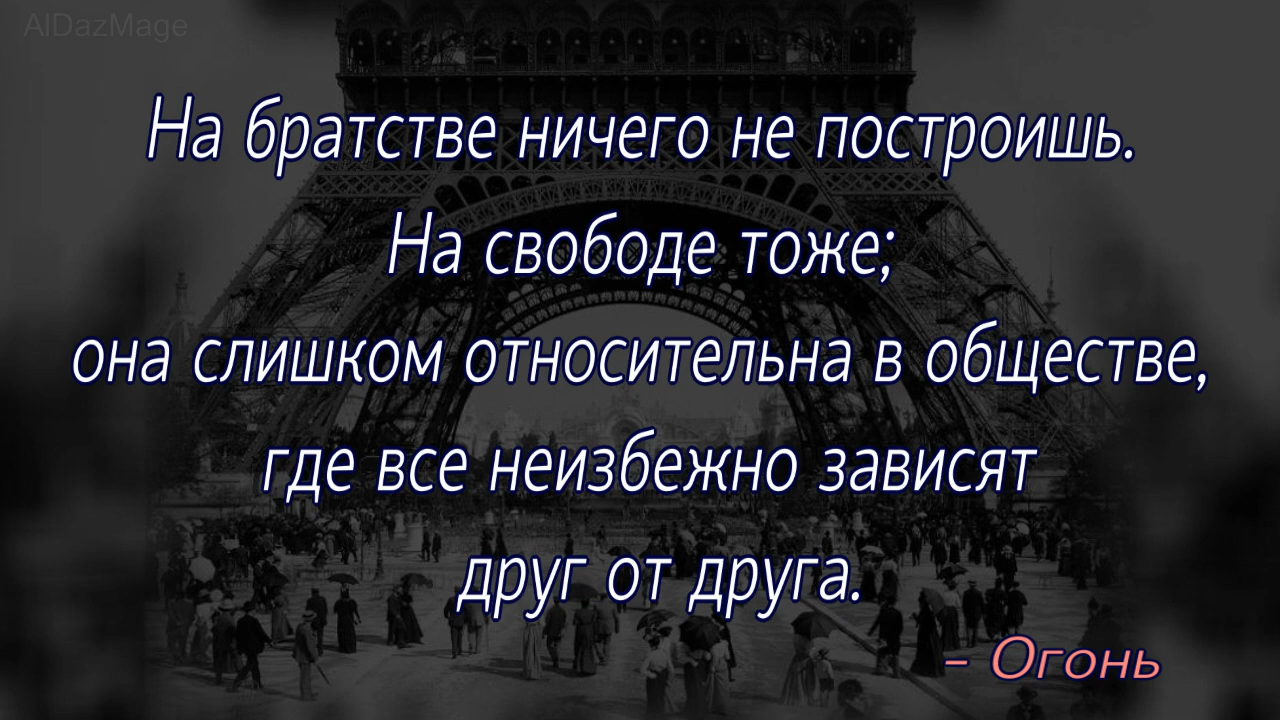 AlDazMage
На братстве ничего не построишь.
На свободе тоже;
она слишком относительна в обществе,
где все неизбежно зависят
друг от друга.
– Огонь